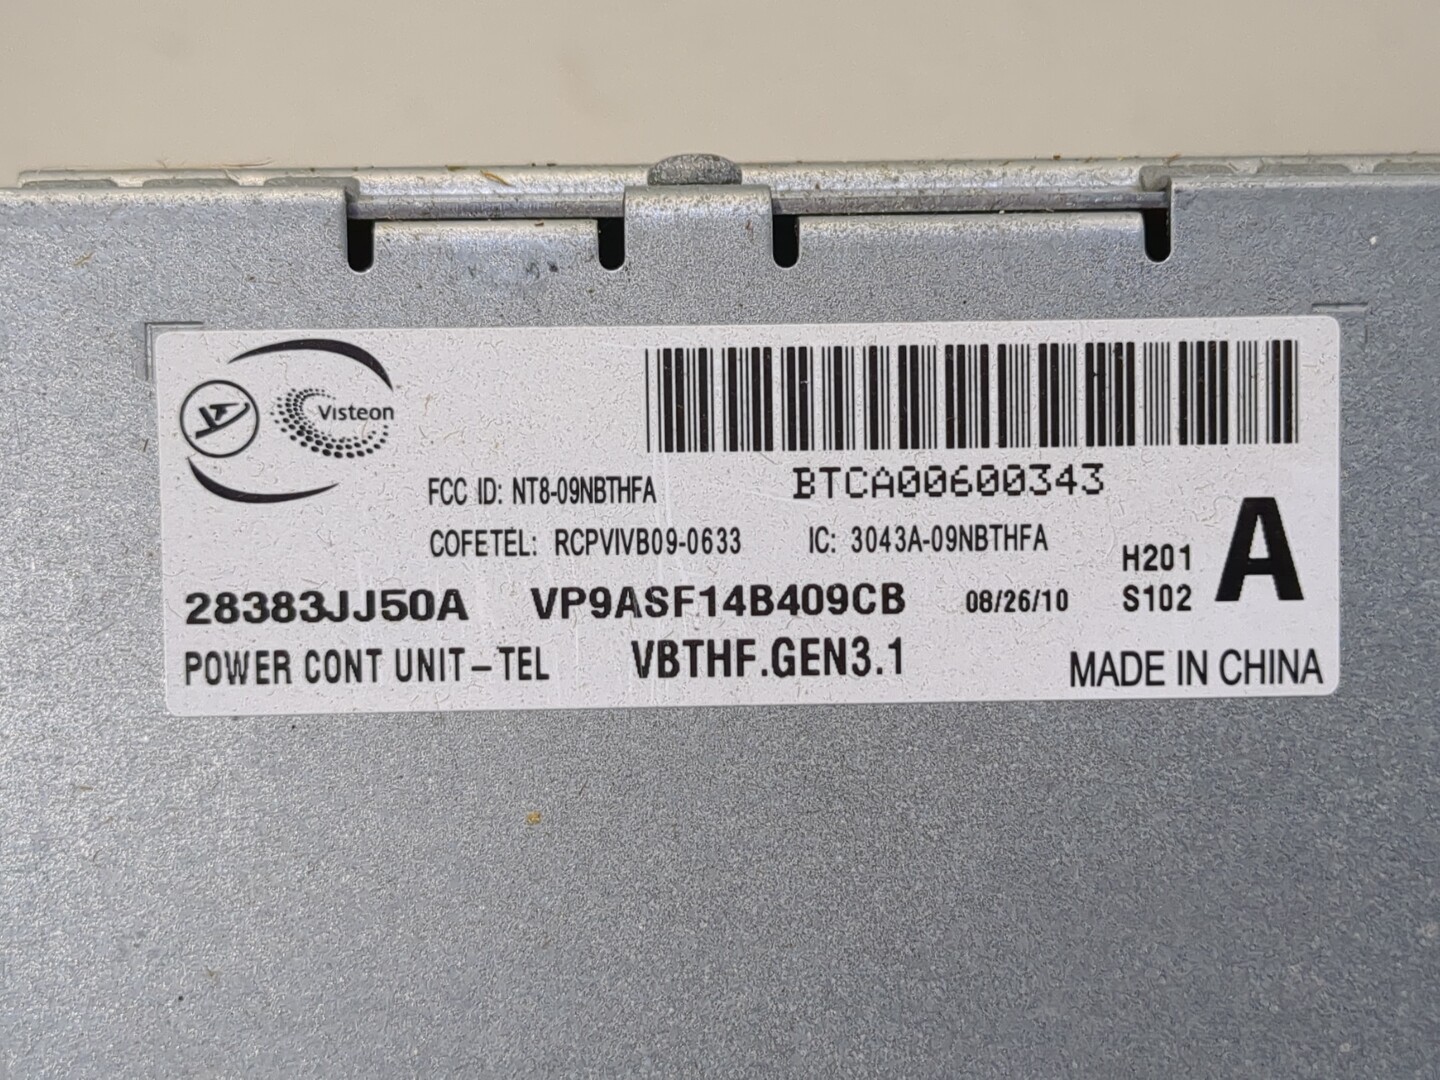 Visteon
BTCA00600343
FCC ID: NT8-09NBTHFA
COFETEL: RCPVIVB09-0633 IC: 3043A-09NBTHFA
H201
A
28383JJ50A VP9ASF14B409CB 08/26/10 S102
POWER CONT UNIT-TEL VBTHF.GEN3.1 MADE IN CHINA